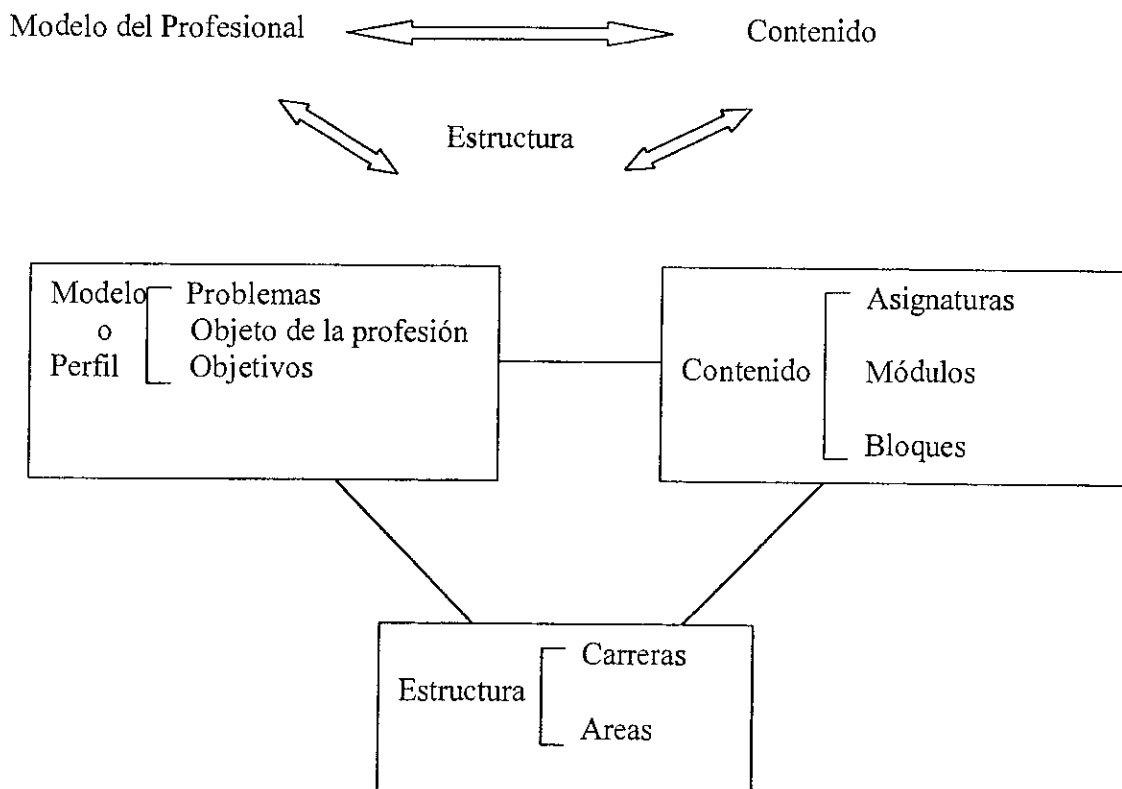 Modelo del Profesional
Contenido
Estructura
Modelo
o
Perfil
Problemas
Objeto de la profesión
Objetivos
Contenido
Asignaturas
Módulos
Bloques
Estructura
Carreras
Areas